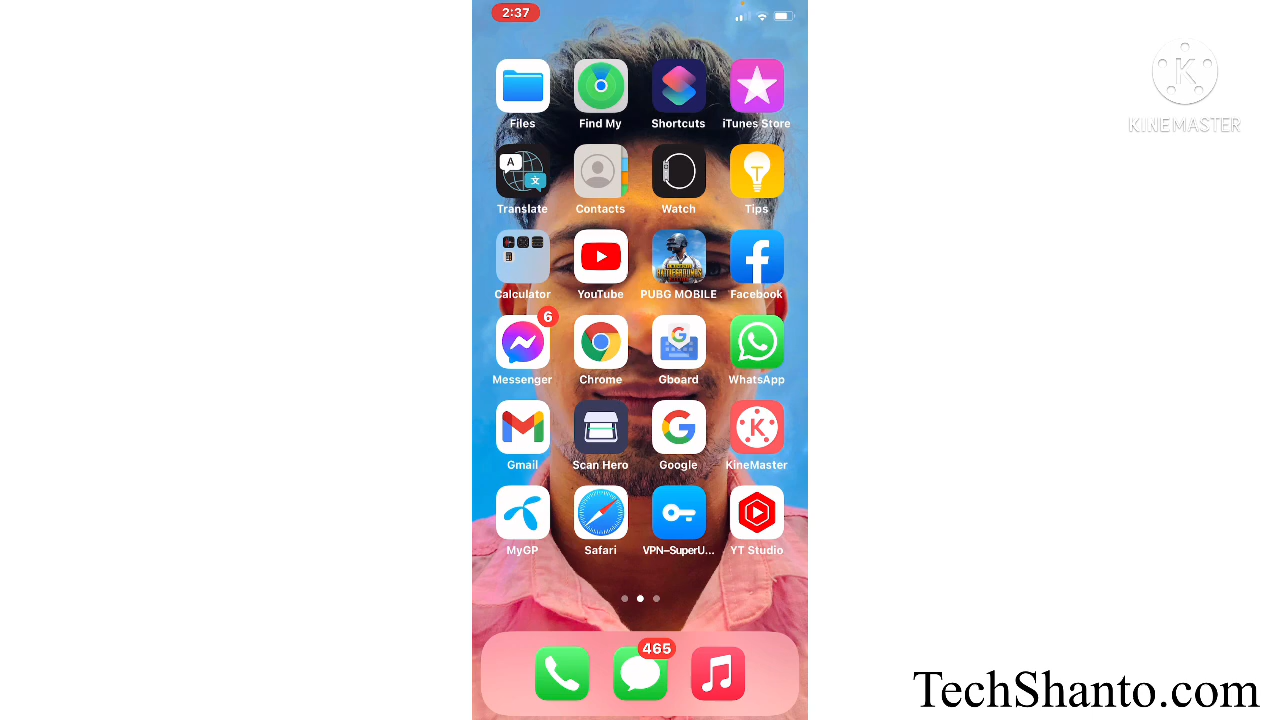 2:37
KINEMASTER
Files Find My Shortcuts iTunes Store
Translate Contacts Watch Tips
Calculator YouTube PUBG MOBILE Facebook
6
Messenger Chrome Gboard WhatsApp
Gmail Scan Hero Google KineMaster
MyGP Safari VPN-SuperU... YT Studio
465
TechShanto.com